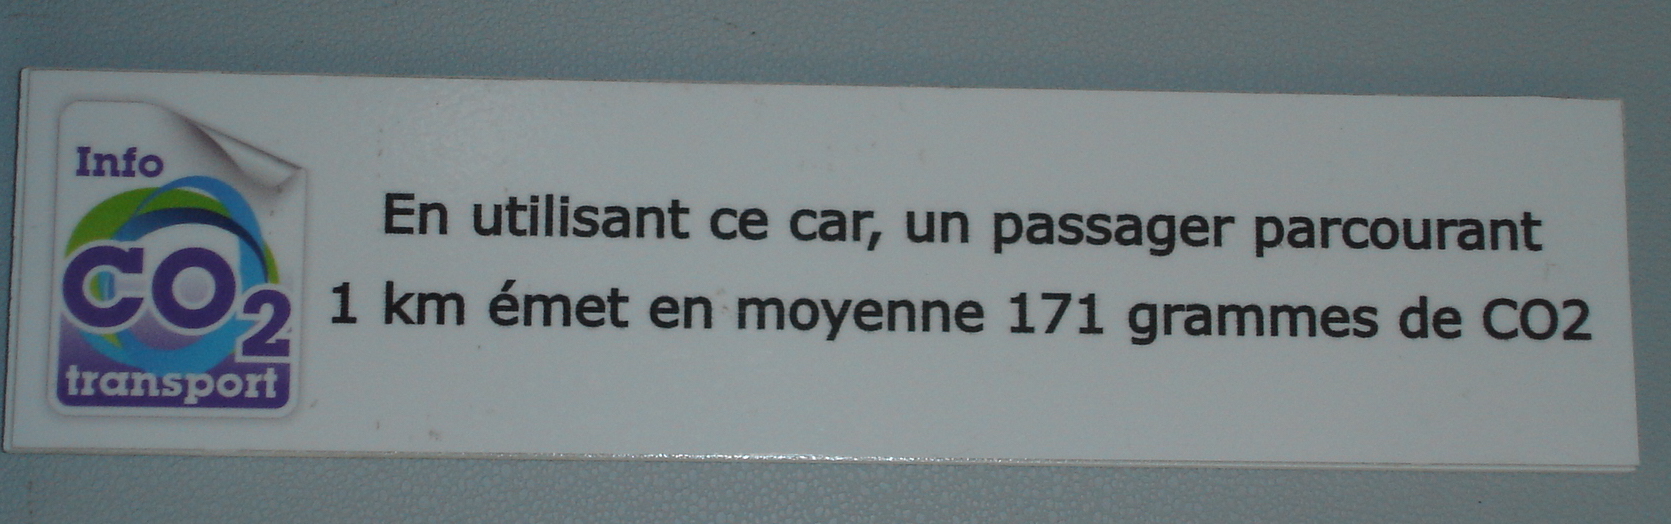 Info
CO2
transport
En utilisant ce car, un passager parcourant
1 km émet en moyenne 171 grammes de CO2